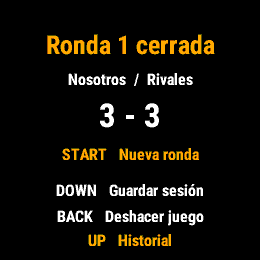 Ronda 1 cerrada
Nosotros / Rivales
3 - 3
START Nueva ronda
DOWN Guardar sesión
BACK Deshacer juego
UP Historial